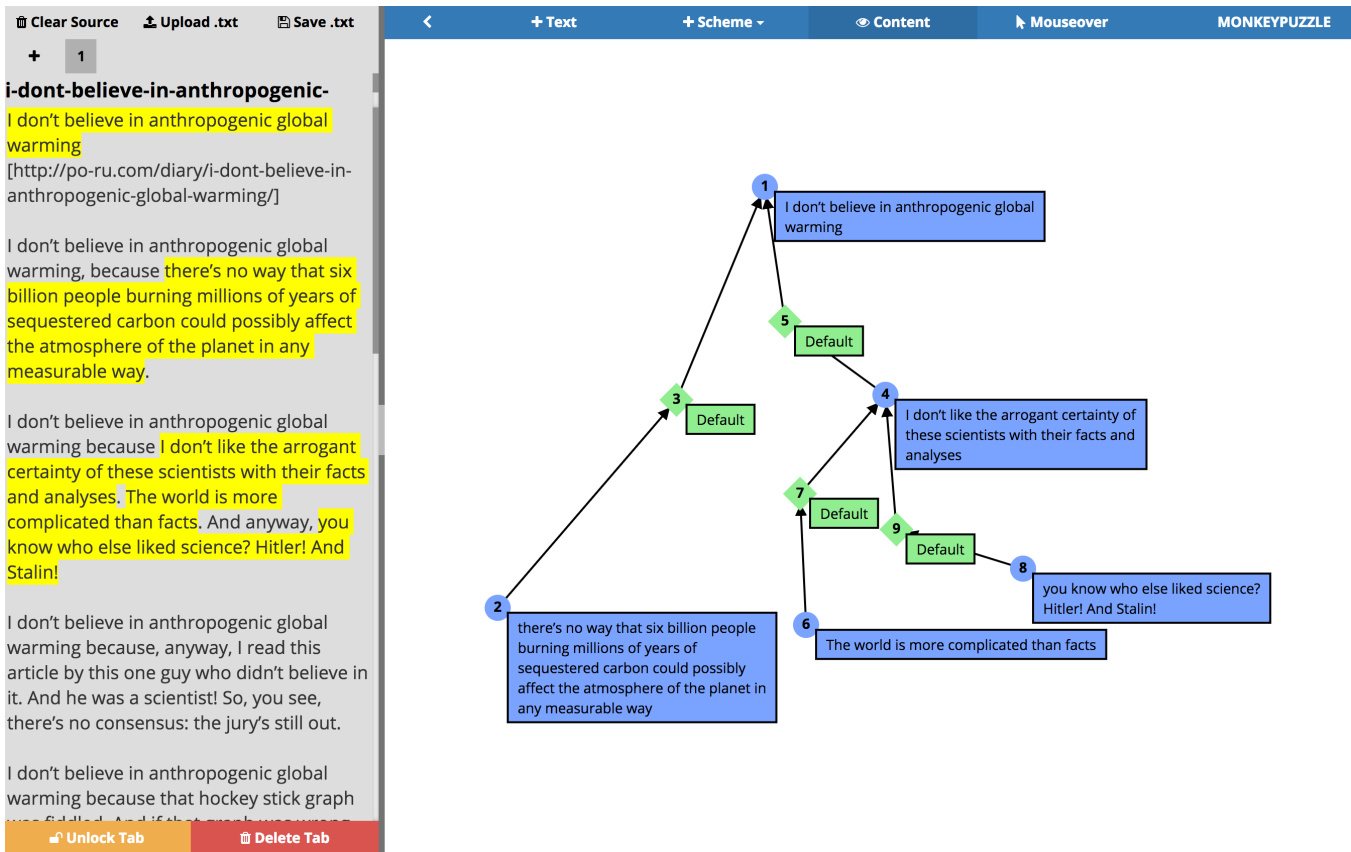 Clear Source Upload .txt Save .txt
+ 1
i-dont-believe-in-anthropogenic-
I don’t believe in anthropogenic global
warming
[http://po-ru.com/diary/i-dont-believe-in-
anthropogenic-global-warming/]
I don’t believe in anthropogenic global
warming, because there’s no way that six
billion people burning millions of years of
sequestered carbon could possibly affect
the atmosphere of the planet in any
measurable way.
I don’t believe in anthropogenic global
warming because I don’t like the arrogant
certainty of these scientists with their facts
and analyses. The world is more
complicated than facts. And anyway, you
know who else liked science? Hitler! And
Stalin!
I don’t believe in anthropogenic global
warming because, anyway, I read this
article by this one guy who didn’t believe in
it. And he was a scientist! So, you see,
there’s no consensus: the jury’s still out.
I don’t believe in anthropogenic global
warming because that hockey stick graph
was fiddled. And if that graph was wrong
Unlock Tab Delete Tab
+ Text + Scheme Content Mouseover MONKEYPUZZLE
1
I don’t believe in anthropogenic global
warming
5
Default
3
Default
4
I don’t like the arrogant certainty of
these scientists with their facts and
analyses
7
Default
9
Default
8
you know who else liked science?
Hitler! And Stalin!
2
there’s no way that six billion people
burning millions of years of
sequestered carbon could possibly
affect the atmosphere of the planet in
any measurable way
6
The world is more complicated than facts